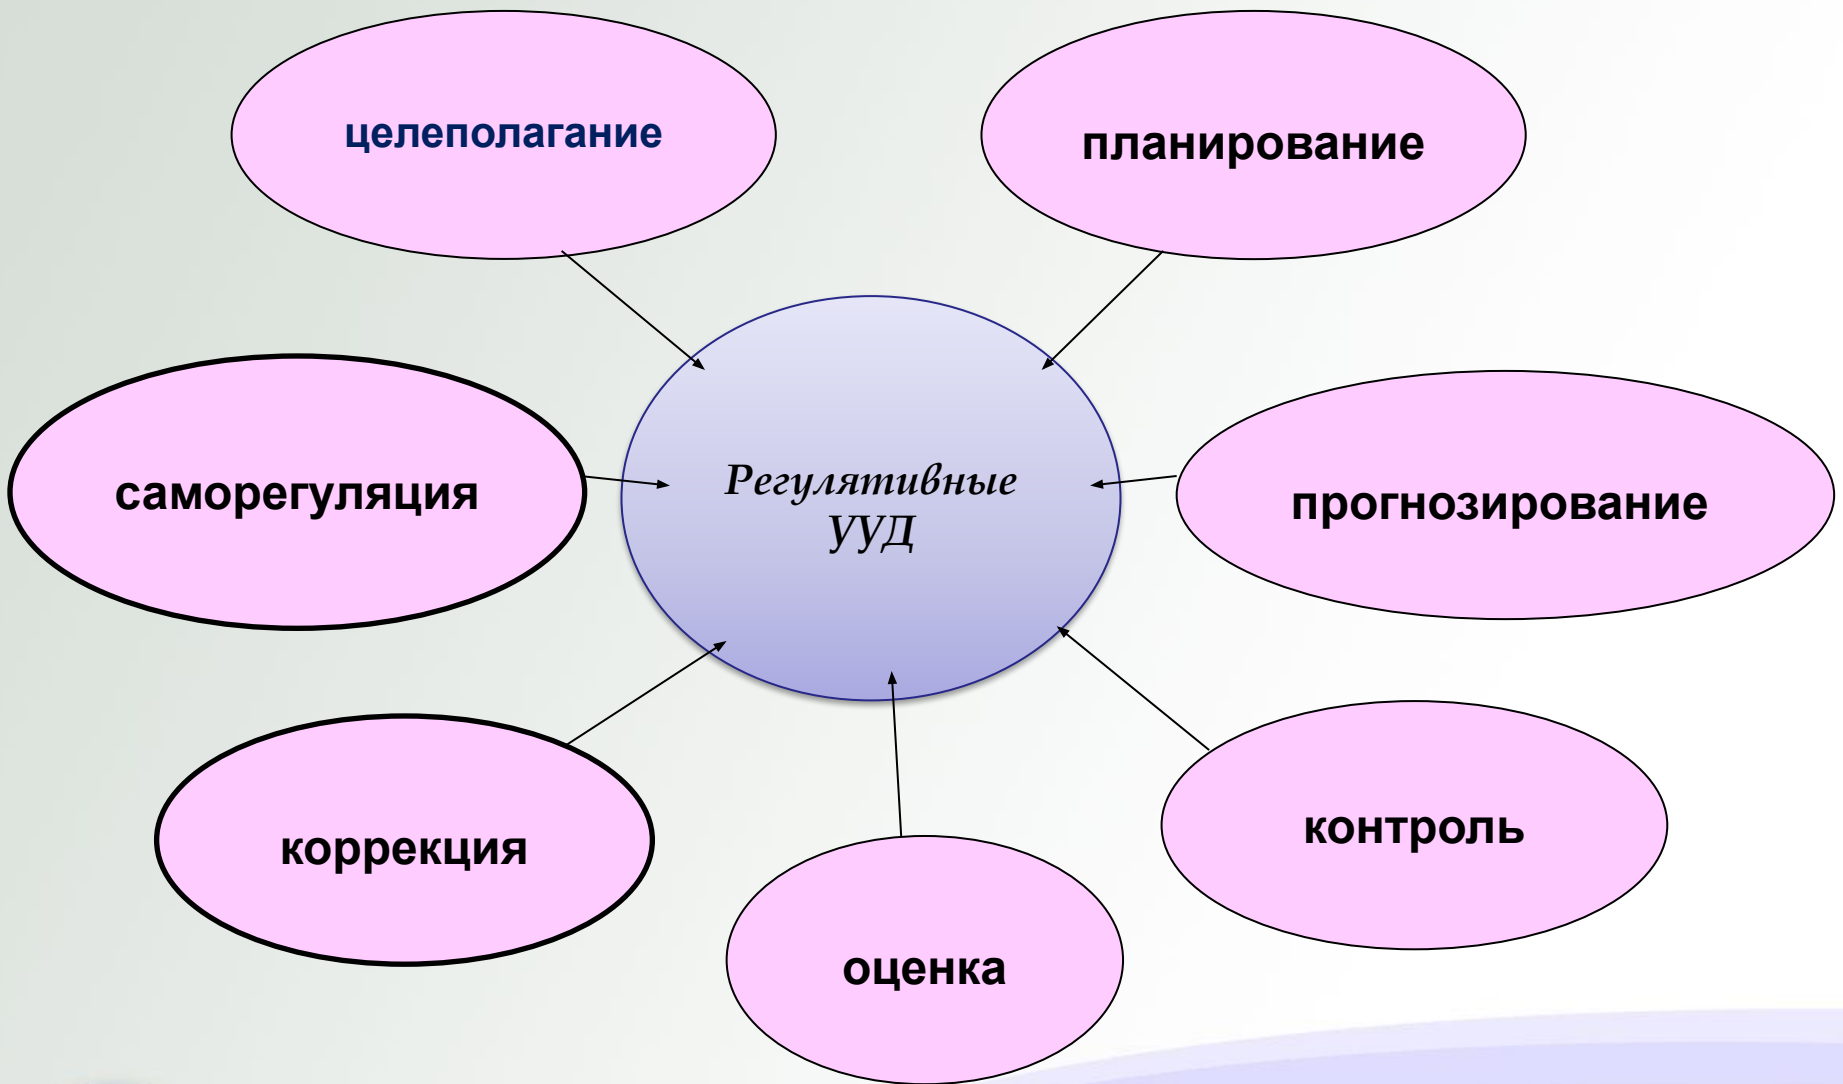 целеполагание
планирование
саморегуляция
Регулятивные
УУД
прогнозирование
коррекция
оценка
контроль